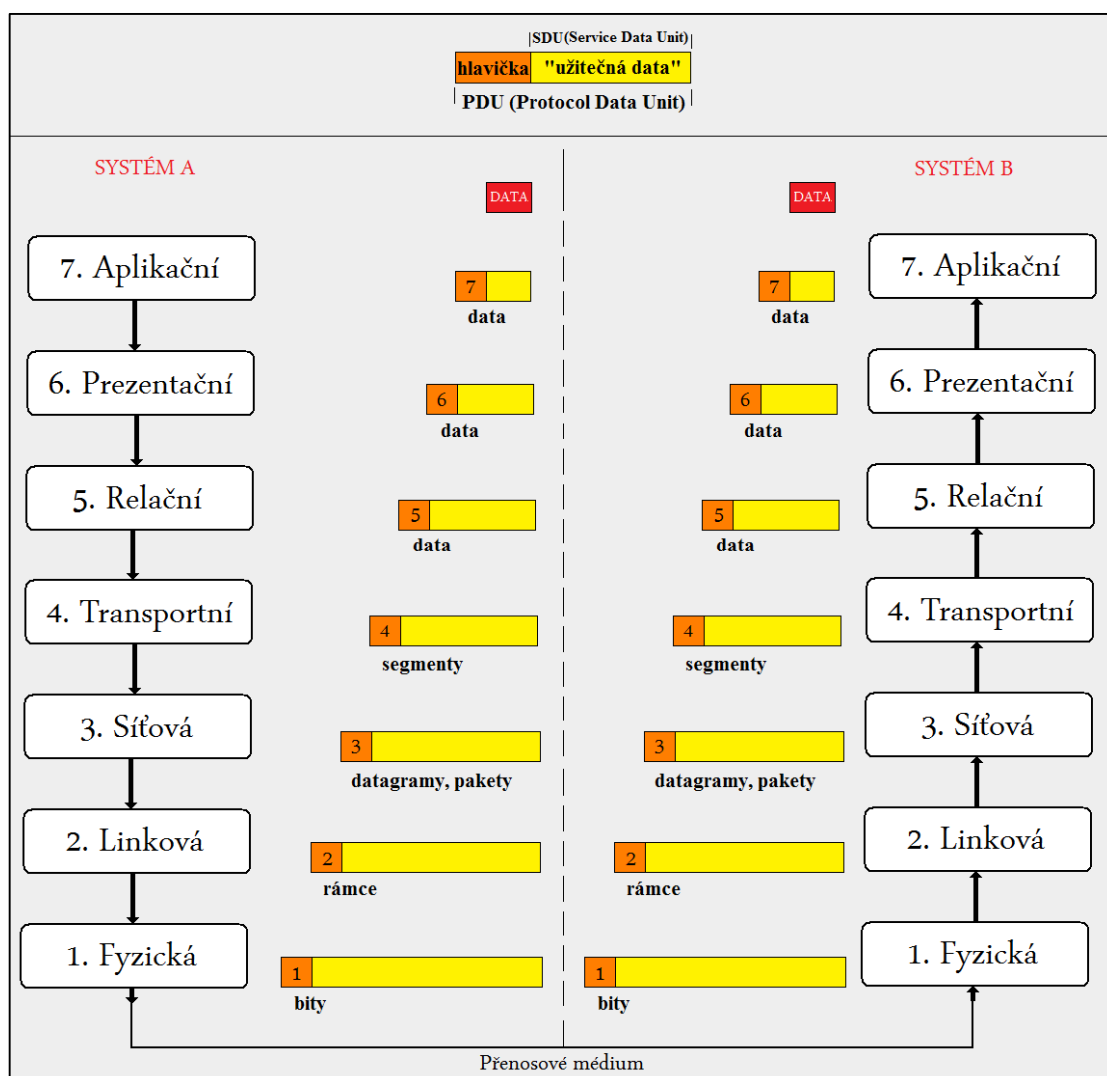 SDU(Service Data Unit)
hlavička "užitečná data"
PDU (Protocol Data Unit)
SYSTÉM A
SYSTÉM B
DATA
DATA
7. Aplikační
7
data
7
data
7. Aplikační
6. Prezentační
6
data
6
data
6. Prezentační
5. Relační
5
data
5
data
5. Relační
4. Transportní
4
segmenty
4
segmenty
4. Transportní
3. Síťová
3
datagramy, pakety
3
datagramy, pakety
3. Síťová
2. Linková
2
rámce
2
rámce
2. Linková
1. Fyzická
1
bity
1
bity
1. Fyzická
Přenosové médium